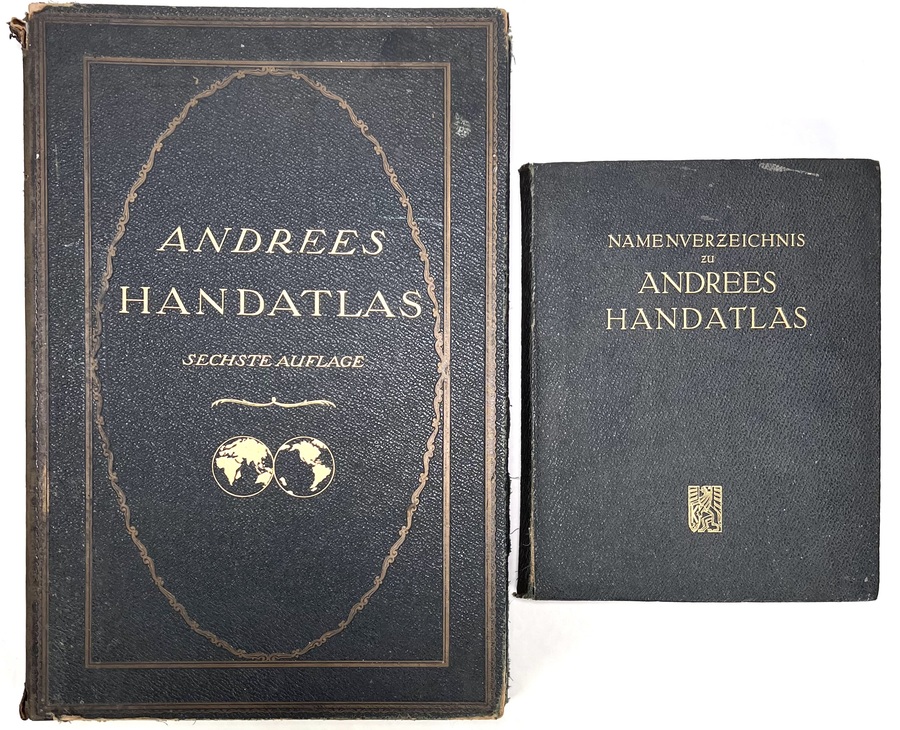 ANDREES
HANDATLAS
SECHSTE AUFLAGE
NAMENVERZEICHNIS
zu
ANDREES
HANDATLAS